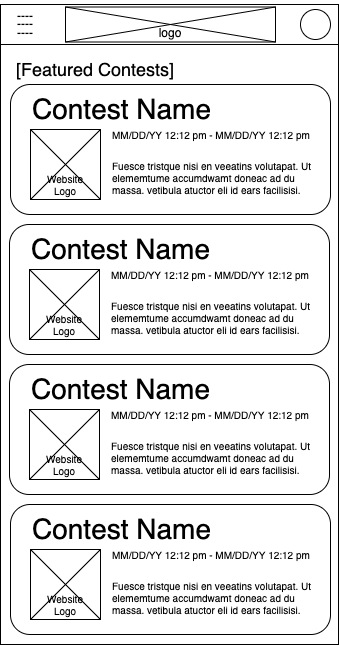 logo
[Featured Contests]
Contest Name
MM/DD/YY 12:12 pm - MM/DD/YY 12:12 pm
Website
Logo
Fuesce tristque nisi en veeatins volutapat. Ut
elememtume accumdwamt doneac ad du
massa. vetibula atuctor eli id ears facilisisi.
Contest Name
MM/DD/YY 12:12 pm - MM/DD/YY 12:12 pm
Website
Logo
Fuesce tristique nisi en veeatins volutapat. Ut
elememtume accumdwamt doneac ad du
massa. vetibula atuctor eli id ears facilisisi.
Contest Name
MM/DD/YY 12:12 pm - MM/DD/YY 12:12 pm
Website
Logo
Fuesce tristque nisi en veeatins volutapat. Ut
elememtume accumdwamt doneac ad du
massa. vetibula atuctor eli id ears facilisisi.
Contest Name
MM/DD/YY 12:12 pm - MM/DD/YY 12:12 pm
Website
Logo
Fuesce tristque nisi en veeatins volutapat. Ut
elememtume accumdwamt doneac ad du
massa. vetibula atuctor eli id ears facilisisi.